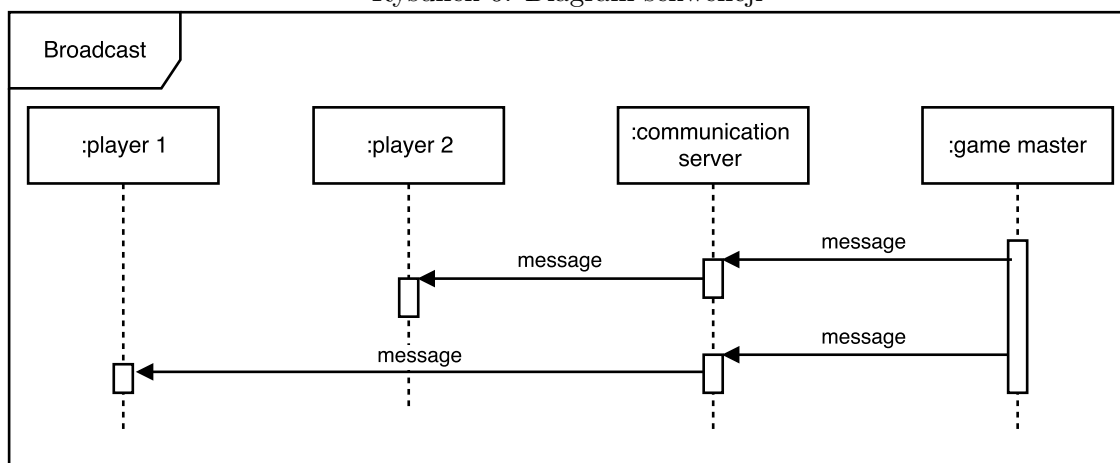 Broadcast
:player 1
:player 2
:communication
server
:game master
message
message
message
message